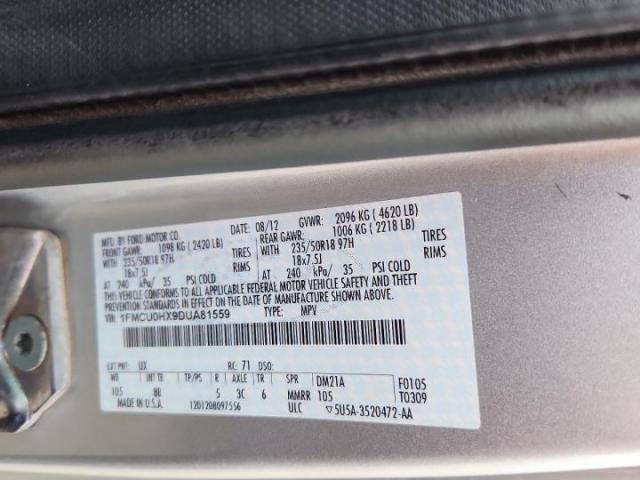 MFD. BY FORD MOTOR CO. DATE: 08/12 GVWR: 2096 KG ( 4620 LB)
FRONT GAWR: 1098 KG ( 2420 LB) REAR GAWR: 1006 KG ( 2218 LB)
WITH 235/50R18 97H TIRES WITH 235/50R18 97H TIRES
18x7.5J RIMS 18x7.5J RIMS
AT 240 kPa/ 35 PSI COLD AT 240 kPa/ 35 PSI COLD
THIS VEHICLE CONFORMS TO ALL APPLICABLE FEDERAL MOTOR VEHICLE SAFETY AND THEFT
PREVENTION STANDARDS IN EFFECT ON THE DATE OF MANUFACTURE SHOWN ABOVE.
VIN: 1FMCU0HX9DUA81559 TYPE: MPV
EXT PNT: UX RC: 71 DSO:
WB INT TR TP/PS R AXLE TR SPR DM21A F0105
105 BB 5 3C 6 MMRR 105 T0309
MADE IN U.S.A. 1201208097556 ULC 5U5A-3520472-AA